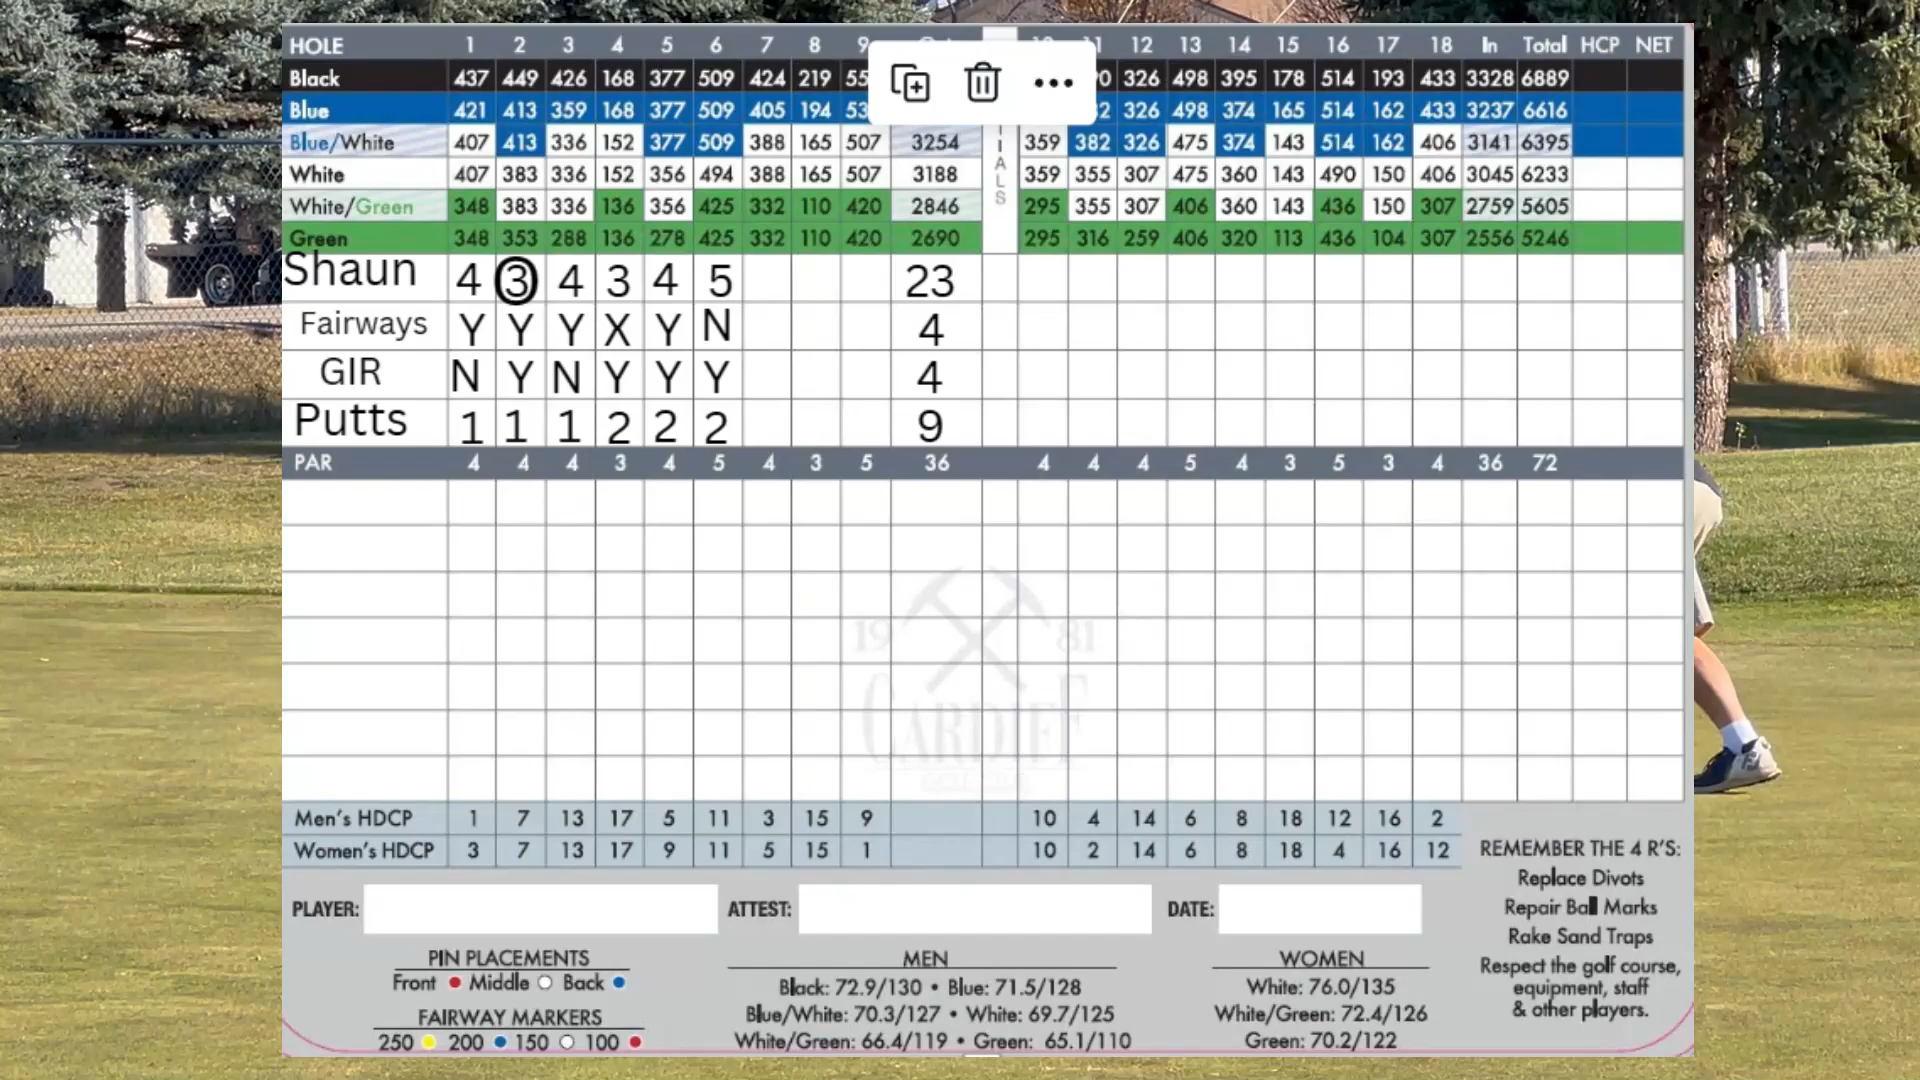 HOLE 1 2 3 4 5 6 7 8 9 12 13 14 15 16 17 18 In Total HCP NET
Black 437 449 426 168 377 509 424 219 326 498 395 178 514 193 433 3328 6889
Blue 421 413 359 168 377 509 405 194 326 498 374 165 514 162 433 3237 6616
Blue/White 407 413 336 152 377 509 388 165 507 3254 359 382 326 475 374 143 514 162 406 3141 6395
White 407 383 336 152 356 494 388 165 507 3188 359 355 307 475 360 143 490 150 406 3045 6233
White/Green 348 383 336 136 356 425 332 110 420 2846 295 355 307 406 360 143 436 150 307 2759 5605
Green 348 353 288 136 278 425 332 110 420 2690 295 316 259 406 320 113 436 104 307 2556 5246
I I A L S
Shaun 4 3 4 3 4 5 23
Fairways Y Y Y X Y N 4
GIR N Y N Y Y Y 4
Putts 1 1 1 2 2 2 9
PAR 4 4 4 3 4 5 4 3 5 36 4 4 4 5 4 3 5 3 4 36 72
19 81
CARDIFF
Men's HDCP 1 7 13 17 5 11 3 15 9 10 4 14 6 8 18 12 16 2
Women's HDCP 3 7 13 17 9 11 5 15 1 10 2 14 6 8 18 4 16 12
PLAYER: ATTEST: DATE:
PIN PLACEMENTS
Front Middle Back
FAIRWAY MARKERS
250 200 150 100
MEN
Black: 72.9/130 • Blue: 71.5/128
Blue/White: 70.3/127 • White: 69.7/125
White/Green: 66.4/119 • Green: 65.1/110
WOMEN
White: 76.0/135
White/Green: 72.4/126
Green: 70.2/122
REMEMBER THE 4 R'S:
Replace Divots
Repair Ball Marks
Rake Sand Traps
Respect the golf course,
equipment, staff
& other players.